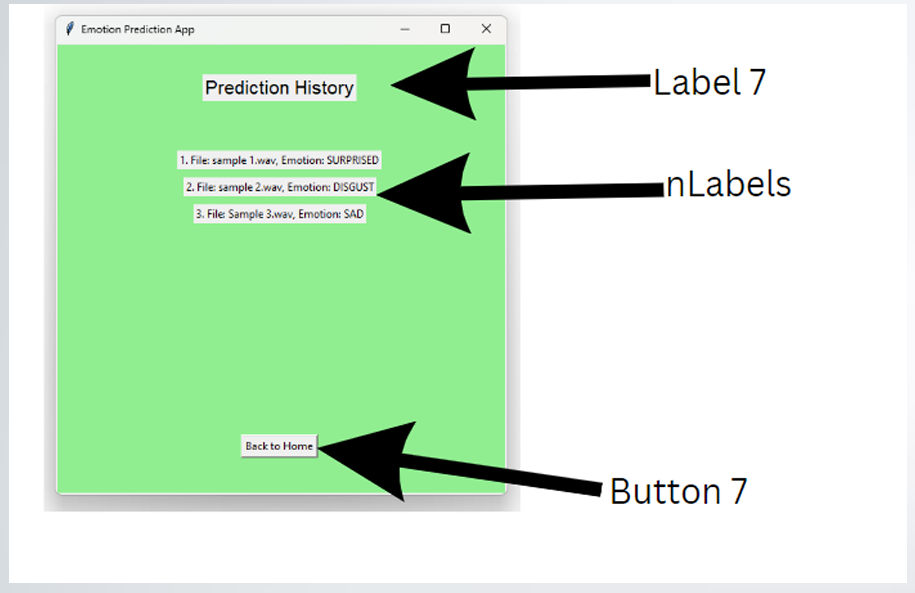 Emotion Prediction App
Prediction History
Label 7
1. File: sample 1.wav, Emotion: SURPRISED
2. File: sample 2.wav, Emotion: DISGUST
nLabels
3. File: Sample 3.wav, Emotion: SAD
Back to Home
Button 7